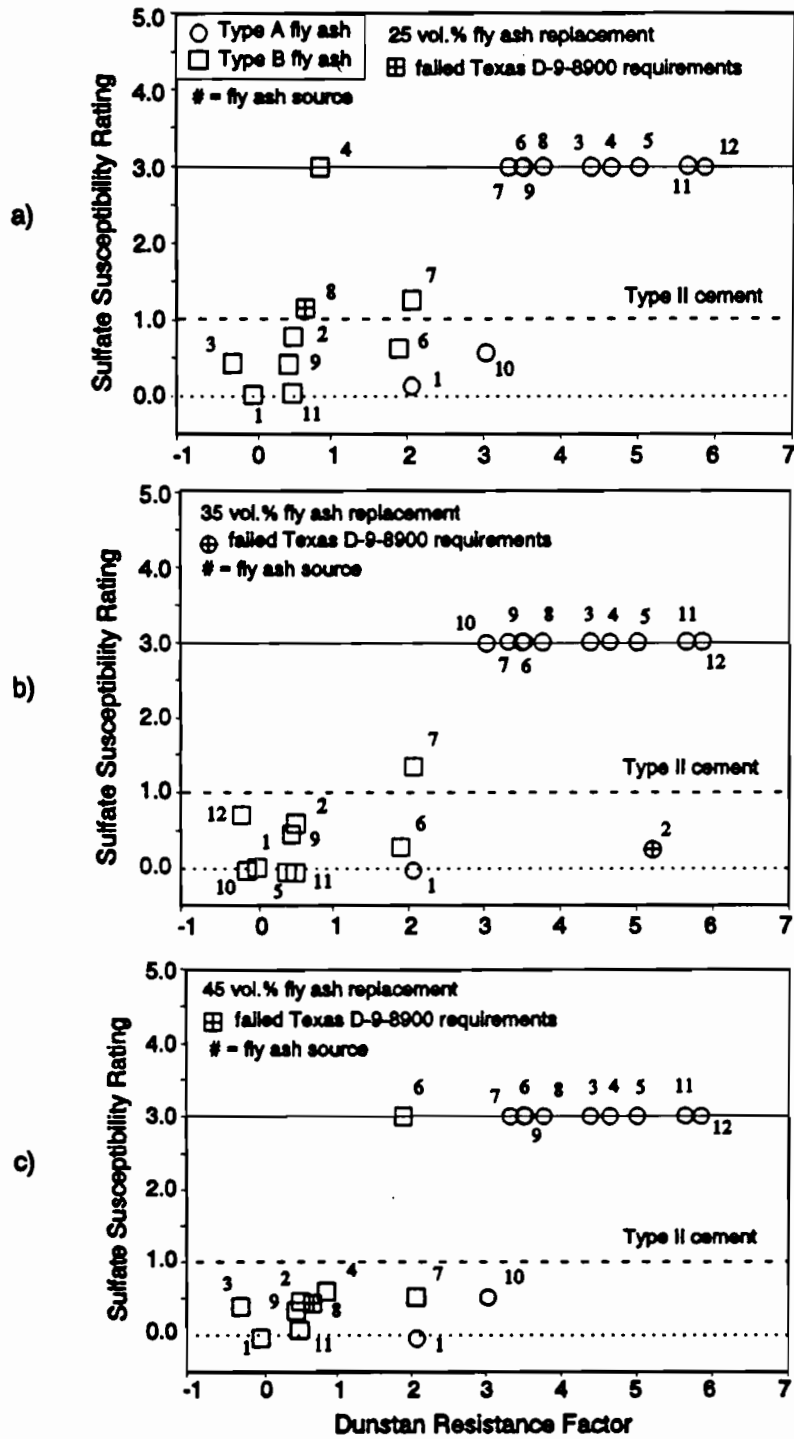 a)
Sulfate Susceptibility Rating
5.0
4.0
3.0
2.0
1.0
0.0
Type A fly ash
Type B fly ash
# = fly ash source
25 vol.% fly ash replacement
failed Texas D-9-8900 requirements
4
6 8 3 4 5 12
7 9 11
8
7
Type II cement
3
2
9
6
1
10
1
11
-1 0 1 2 3 4 5 6 7
b)
Sulfate Susceptibility Rating
5.0
4.0
3.0
2.0
1.0
0.0
35 vol.% fly ash replacement
failed Texas D-9-8900 requirements
# = fly ash source
10 9 8 3 4 5 11
7 6 12
7
Type II cement
12
2
1
9
6
2
10
5
11
1
-1 0 1 2 3 4 5 6 7
c)
Sulfate Susceptibility Rating
5.0
4.0
3.0
2.0
1.0
0.0
45 vol.% fly ash replacement
failed Texas D-9-8900 requirements
# = fly ash source
6 7 6 8 3 4 5 11
9 12
Type II cement
3
2
4
7
10
9
8
1
11
1
-1 0 1 2 3 4 5 6 7
Dunstan Resistance Factor